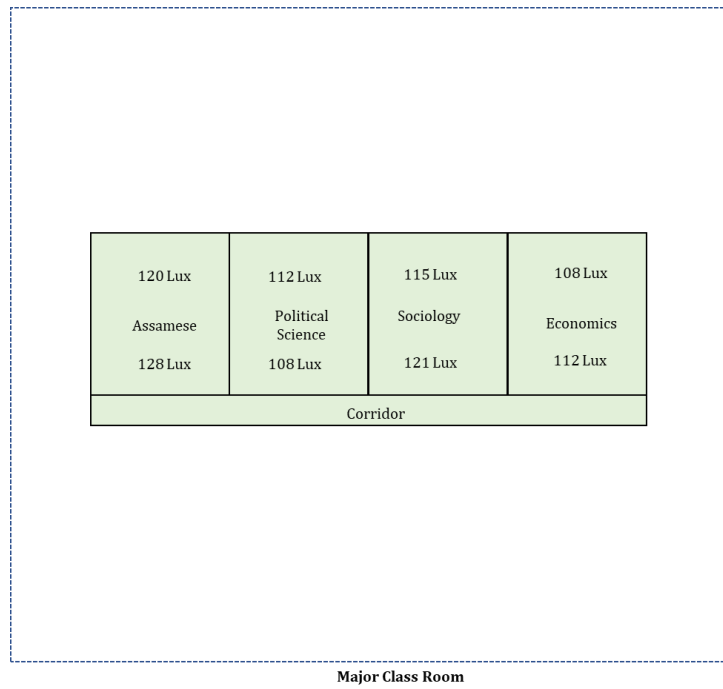 120 Lux
112 Lux
115 Lux
108 Lux
Assamese
Political
Science
Sociology
Economics
128 Lux
108 Lux
121 Lux
112 Lux
Corridor
Major Class Room